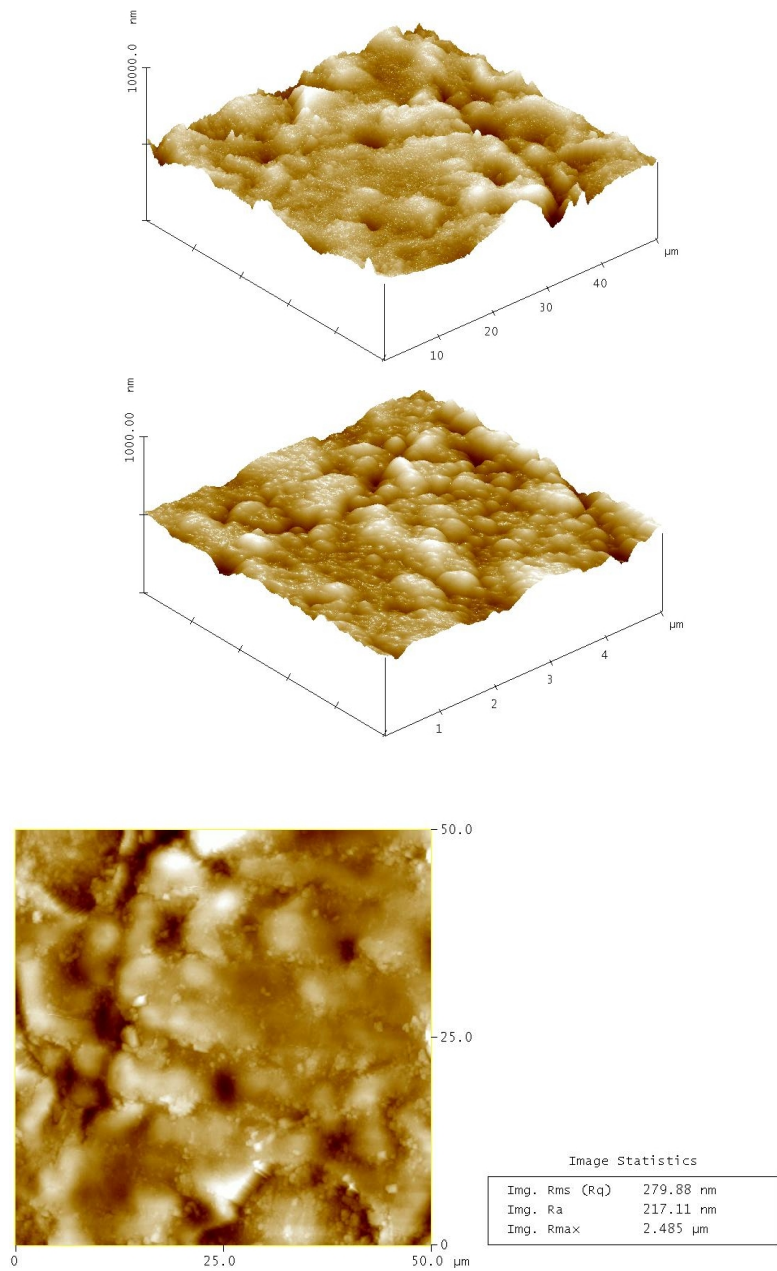 nm
10000.0
µm
40
30
20
10
nm
1000.00
µm
4
3
2
1
50.0
25.0
0
0 25.0 50.0 µm
Image Statistics
Img. Rms (Rq) 279.88 nm
Img. Ra 217.11 nm
Img. Rmax 2.485 µm